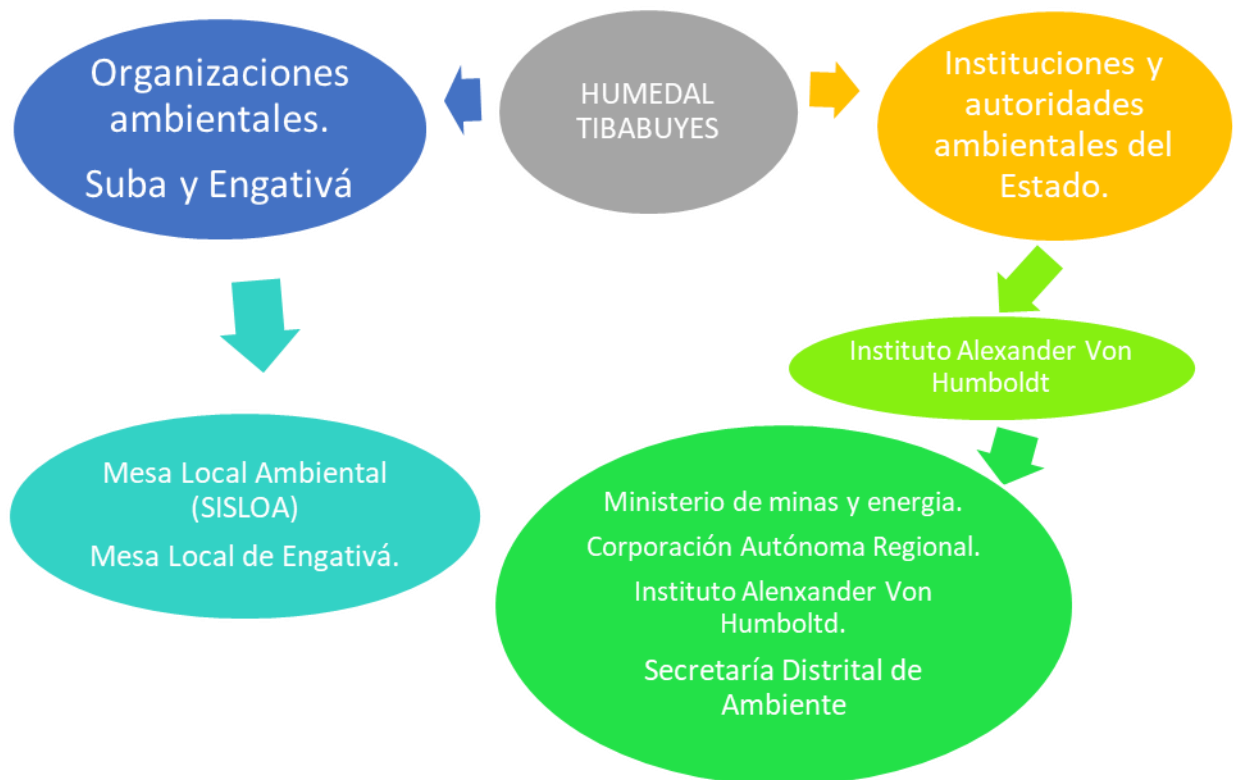 Organizaciones
ambientales.
Suba y Engativá
HUMEDAL
TIBABUYES
Instituciones y
autoridades
ambientales del
Estado.
Instituto Alexander Von
Humboldt
Mesa Local Ambiental
(SISLOA)
Mesa Local de Engativá.
Ministerio de minas y energia.
Corporación Autónoma Regional.
Instituto Alenxander Von
Humboltd.
Secretaría Distrital de
Ambiente